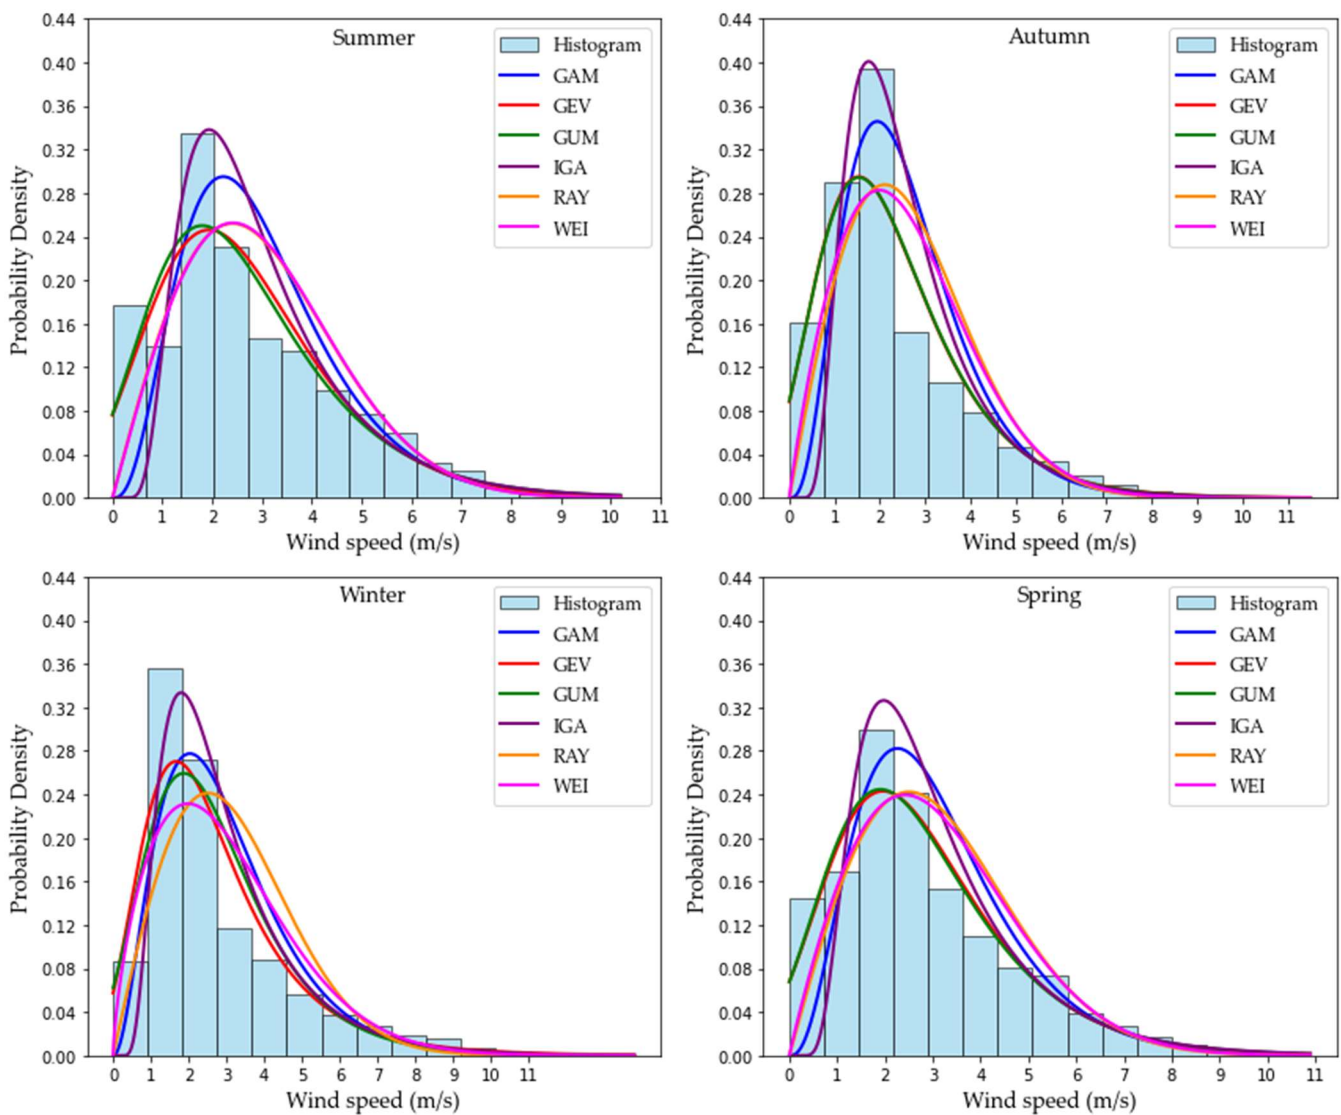 Summer
Probability Density
0.44
0.40
0.36
0.32
0.28
0.24
0.20
0.16
0.12
0.08
0.04
0.00
Histogram
GAM
GEV
GUM
IGA
RAY
WEI
0 1 2 3 4 5 6 7 8 9 10 11
Wind speed (m/s)
Autumn
Probability Density
0.44
0.40
0.36
0.32
0.28
0.24
0.20
0.16
0.12
0.08
0.04
0.00
Histogram
GAM
GEV
GUM
IGA
RAY
WEI
0 1 2 3 4 5 6 7 8 9 10 11
Wind speed (m/s)
Winter
Probability Density
0.44
0.40
0.36
0.32
0.28
0.24
0.20
0.16
0.12
0.08
0.04
0.00
Histogram
GAM
GEV
GUM
IGA
RAY
WEI
0 1 2 3 4 5 6 7 8 9 10 11
Wind speed (m/s)
Spring
Probability Density
0.44
0.40
0.36
0.32
0.28
0.24
0.20
0.16
0.12
0.08
0.04
0.00
Histogram
GAM
GEV
GUM
IGA
RAY
WEI
0 1 2 3 4 5 6 7 8 9 10 11
Wind speed (m/s)